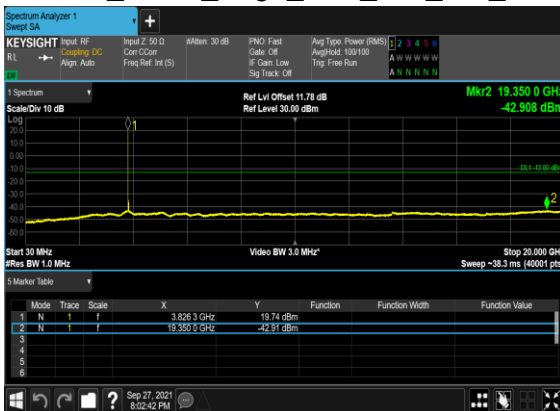 Spectrum Analyzer 1
Swept SA
KEYSIGHT Input: RF Input Z: 50 Ω #Atten: 30 dB PNO: Fast Avg Type: Power (RMS) 1 2 3 4 5 6
RL Coupling: DC Corr CCorr Gate: Off Avg|Hold: 100/100 A W W W W W
Align: Auto Freq Ref: Int (S) IF Gain: Low Trig: Free Run
LV Sig Track: Off A N N N N N
1 Spectrum Ref Lvl Offset 11.78 dB Mkr2 19.350 0 GHz
Scale/Div 10 dB Ref Level 30.00 dBm -42.908 dBm
Log
20.0 1
10.0
0.00
-10.0 DL1 -13.00 dBm
-20.0
-30.0
-40.0 2
-50.0
-60.0
Start 30 MHz Video BW 3.0 MHz* Stop 20.000 GH
#Res BW 1.0 MHz Sweep ~38.3 ms (40001 pts
5 Marker Table
Mode Trace Scale X Y Function Function Width Function Value
1 N 1 f 3.826 3 GHz 19.74 dBm
2 N 1 f 19.350 0 GHz -42.91 dBm
3
4
5
6
? Sep 27, 2021
8:02:42 PM